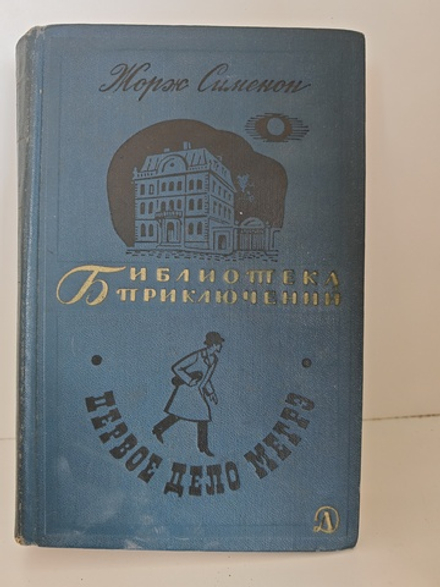 Жорж Сименон
БИБЛИОТЕКА
ПРИКЛЮЧЕНИЙ
ПЕРВОЕ ДЕЛО МЕГРЭ
Д